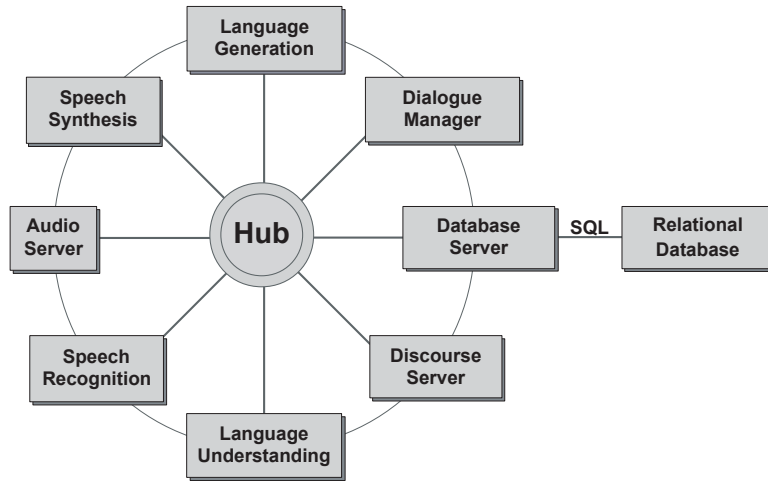 Language
Generation
Speech
Synthesis
Dialogue
Manager
Audio
Server
Hub
Database
Server
SQL
Relational
Database
Speech
Recognition
Discourse
Server
Language
Understanding